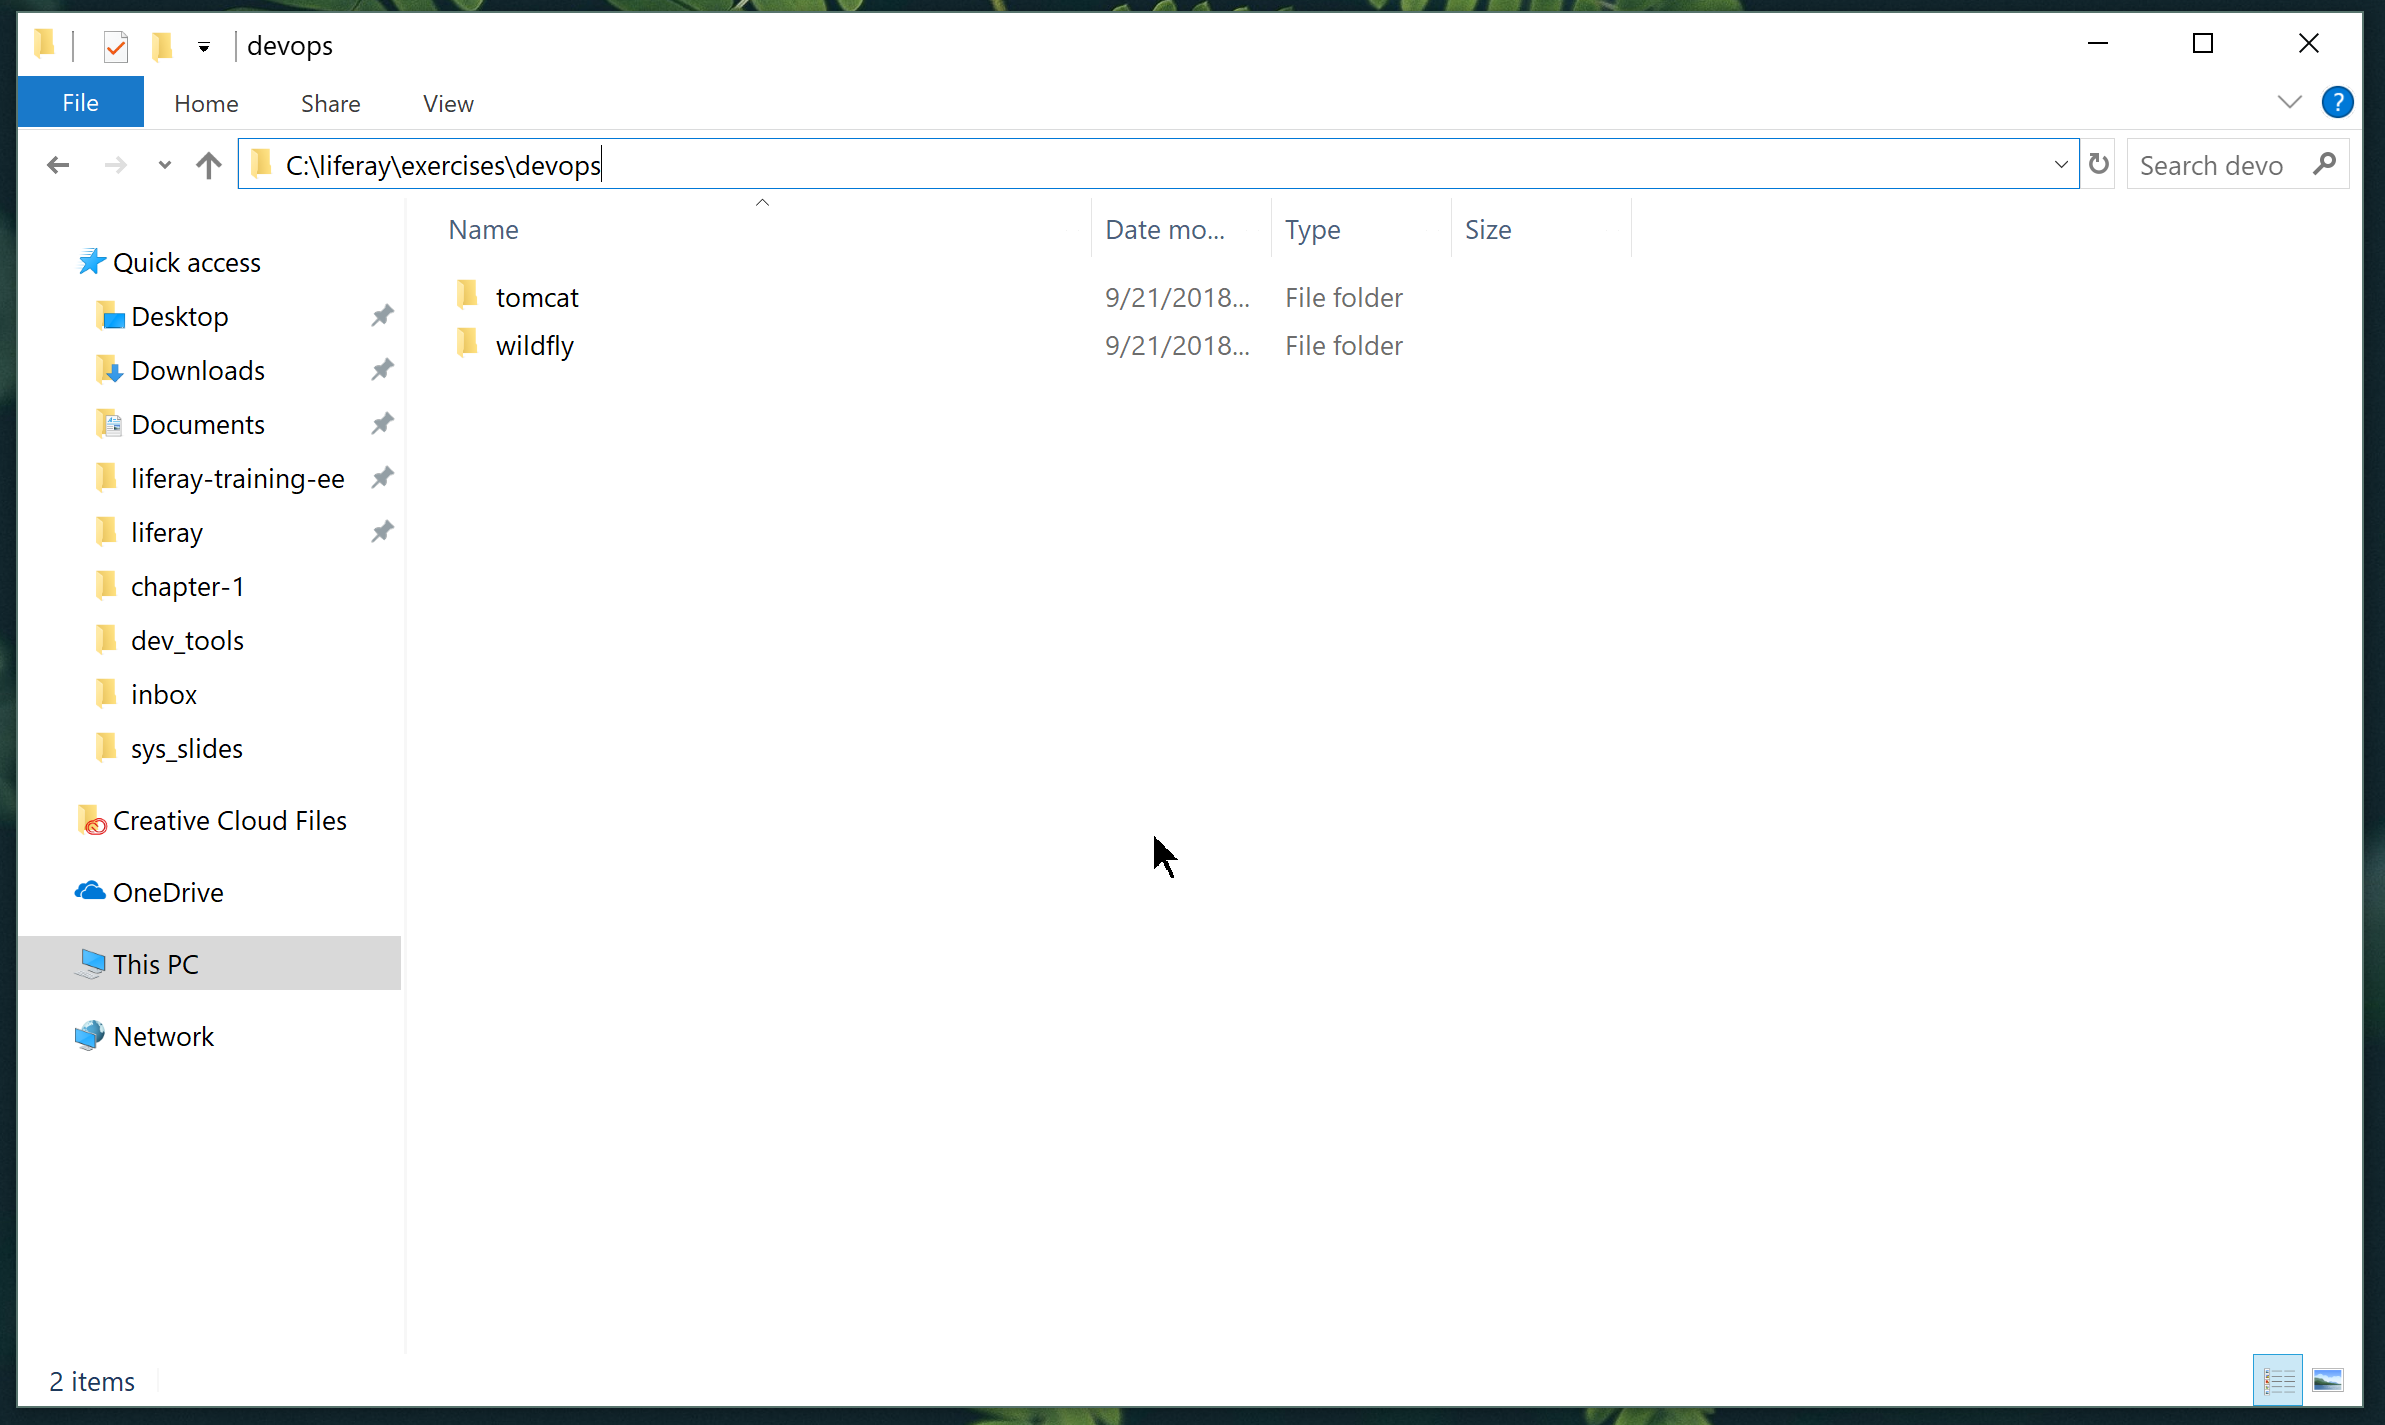 devops
File Home Share View
?
C:\liferay\exercises\devops
Search devo
Name Date mo... Type Size
tomcat 9/21/2018... File folder
wildfly 9/21/2018... File folder
Quick access
Desktop
Downloads
Documents
liferay-training-ee
liferay
chapter-1
dev_tools
inbox
sys_slides
Creative Cloud Files
OneDrive
This PC
Network
2 items